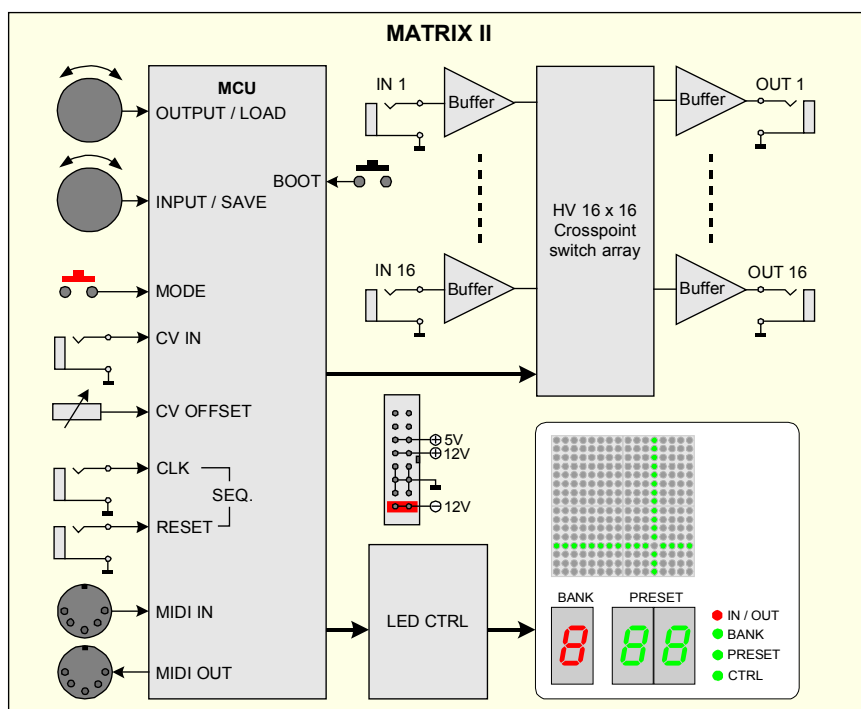 MATRIX II
MCU
OUTPUT / LOAD
INPUT / SAVE
BOOT
MODE
CV IN
CV OFFSET
CLK
SEQ.
RESET
MIDI IN
MIDI OUT
IN 1
Buffer
IN 16
Buffer
HV 16 x 16
Crosspoint
switch array
Buffer
OUT 1
Buffer
OUT 16
5V
12V
12V
LED CTRL
BANK
PRESET
8
88
IN / OUT
BANK
PRESET
CTRL